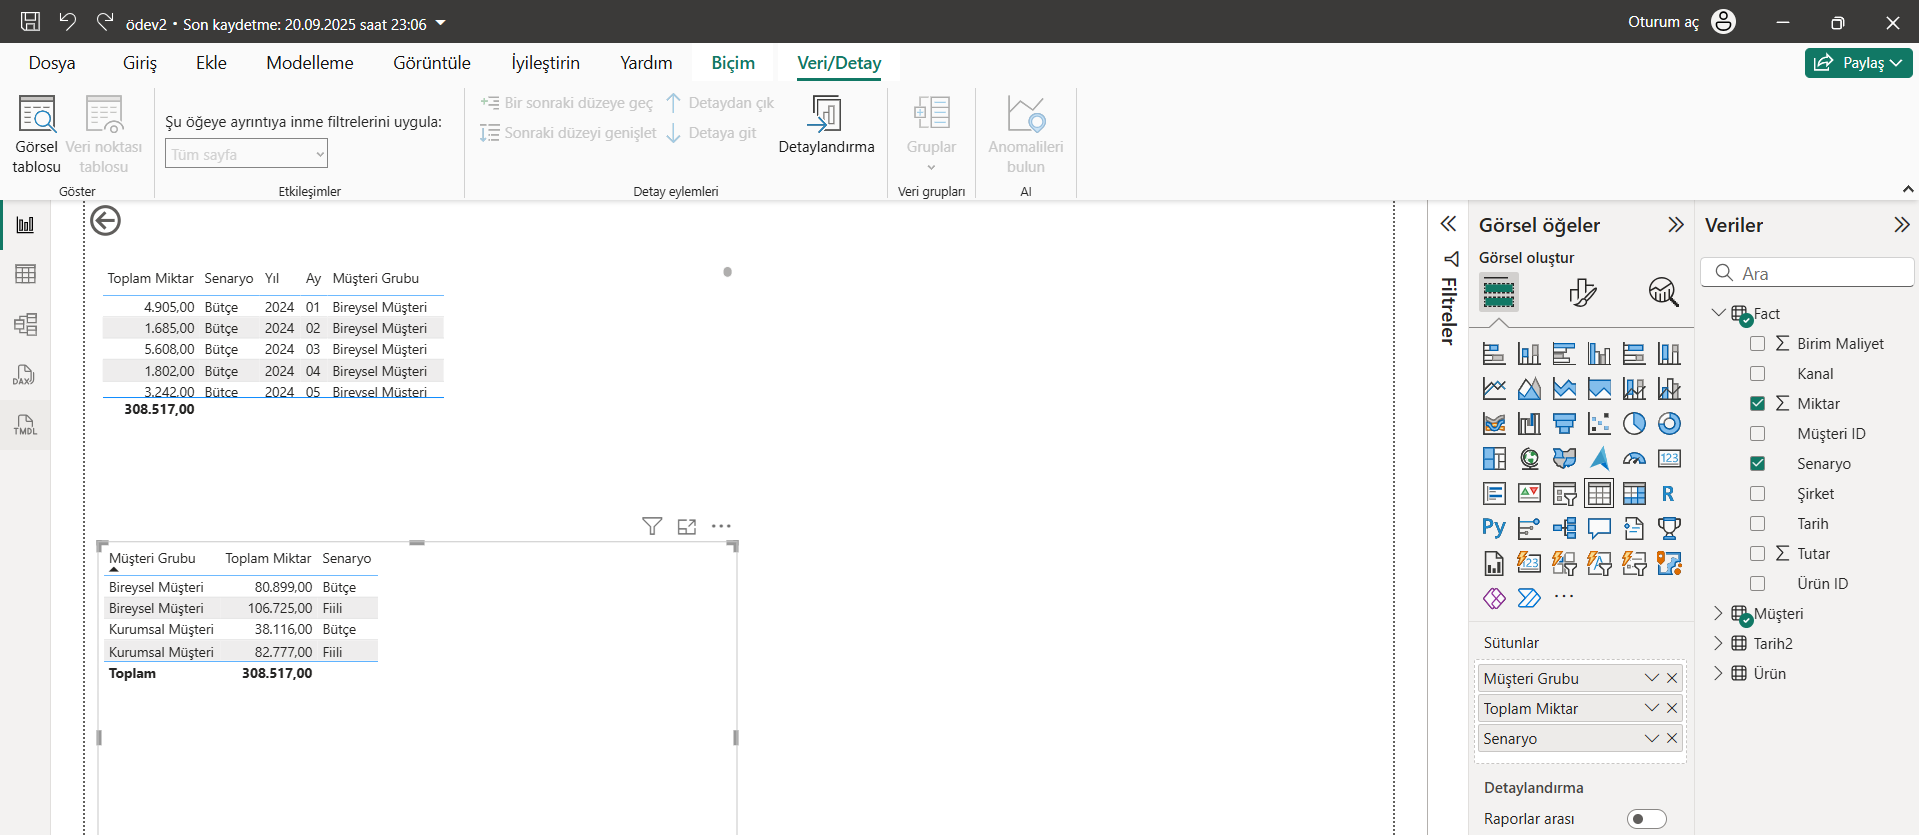 ödev2 • Son kaydetme: 20.09.2025 saat 23:06
Oturum aç
Dosya Giriş Ekle Modelleme Görüntüle İyileştirin Yardım Biçim Veri/Detay
Paylaş
Görsel tablosu
Veri noktası tablosu
Göster
Şu öğeye ayrıntıya inme filtrelerini uygula:
Tüm sayfa
Etkileşimler
Bir sonraki düzeye geç
Detaydan çık
Sonraki düzeyi genişlet
Detaya git
Detaylandırma
Detay eylemleri
Gruplar
Veri grupları
Anomalileri bulun
AI
DAX
TMDL
Toplam Miktar Senaryo Yıl Ay Müşteri Grubu
4.905,00 Bütçe 2024 01 Bireysel Müşteri
1.685,00 Bütçe 2024 02 Bireysel Müşteri
5.608,00 Bütçe 2024 03 Bireysel Müşteri
1.802,00 Bütçe 2024 04 Bireysel Müşteri
3.242,00 Bütçe 2024 05 Bireysel Müşteri
308.517,00
Müşteri Grubu Toplam Miktar Senaryo
Bireysel Müşteri 80.899,00 Bütçe
Bireysel Müşteri 106.725,00 Fiili
Kurumsal Müşteri 38.116,00 Bütçe
Kurumsal Müşteri 82.777,00 Fiili
Toplam 308.517,00
Filtreler
Görsel öğeler
Görsel oluştur
123
R
Py
123
Sütunlar
Müşteri Grubu
Toplam Miktar
Senaryo
Detaylandırma
Raporlar arası
Veriler
Ara
Fact
Birim Maliyet
Kanal
Miktar
Müşteri ID
Senaryo
Şirket
Tarih
Tutar
Ürün ID
Müşteri
Tarih2
Ürün